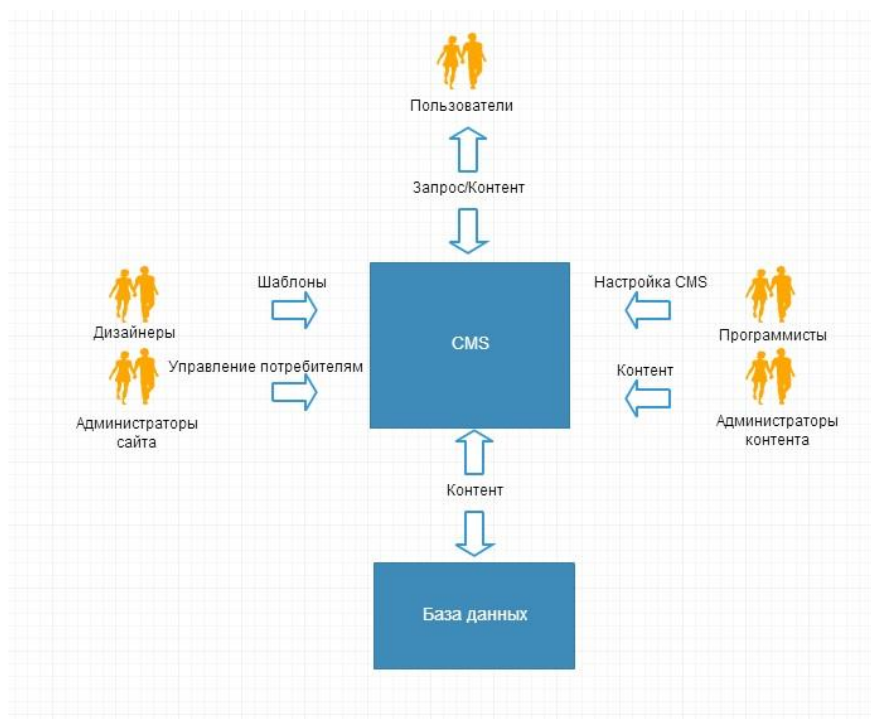 Пользователи
Запрос/Контент
Шаблоны
Настройка CMS
Дизайнеры
CMS
Программисты
Управление потребителям
Контент
Администраторы
сайта
Администраторы
контента
Контент
База данных